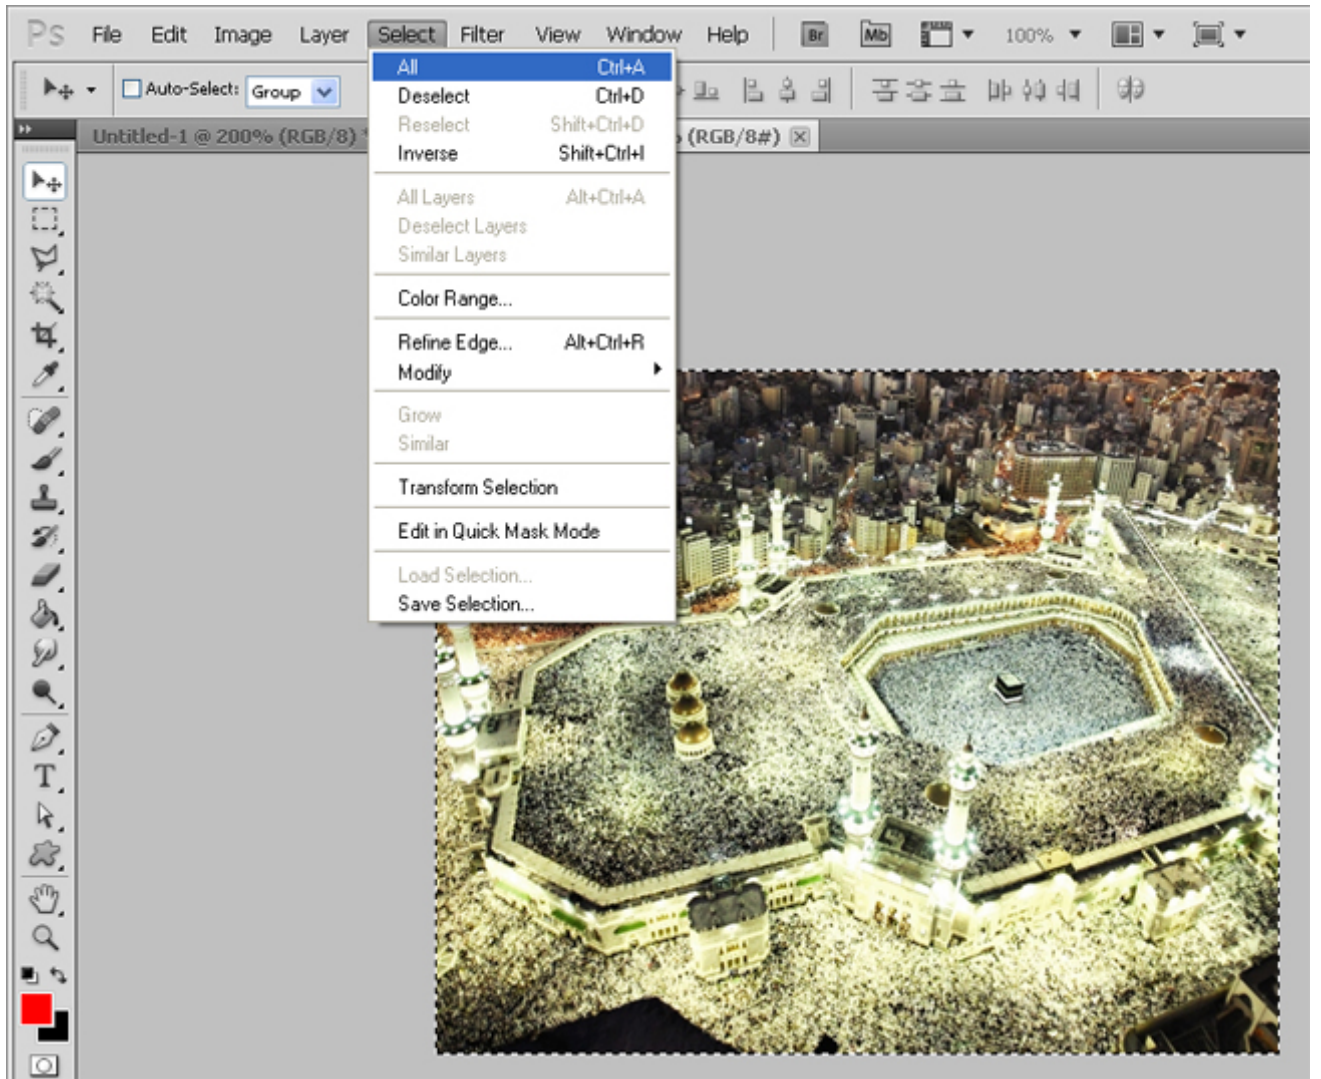 Ps File Edit Image Layer Select Filter View Window Help Br Mb 100%
Auto-Select: Group
Untitled-1 @ 200% (RGB/8) * (RGB/8#)
All Ctrl+A
Deselect Ctrl+D
Reselect Shift+Ctrl+D
Inverse Shift+Ctrl+I
All Layers Alt+Ctrl+A
Deselect Layers
Similar Layers
Color Range...
Refine Edge... Alt+Ctrl+R
Modify
Grow
Similar
Transform Selection
Edit in Quick Mask Mode
Load Selection...
Save Selection...
T